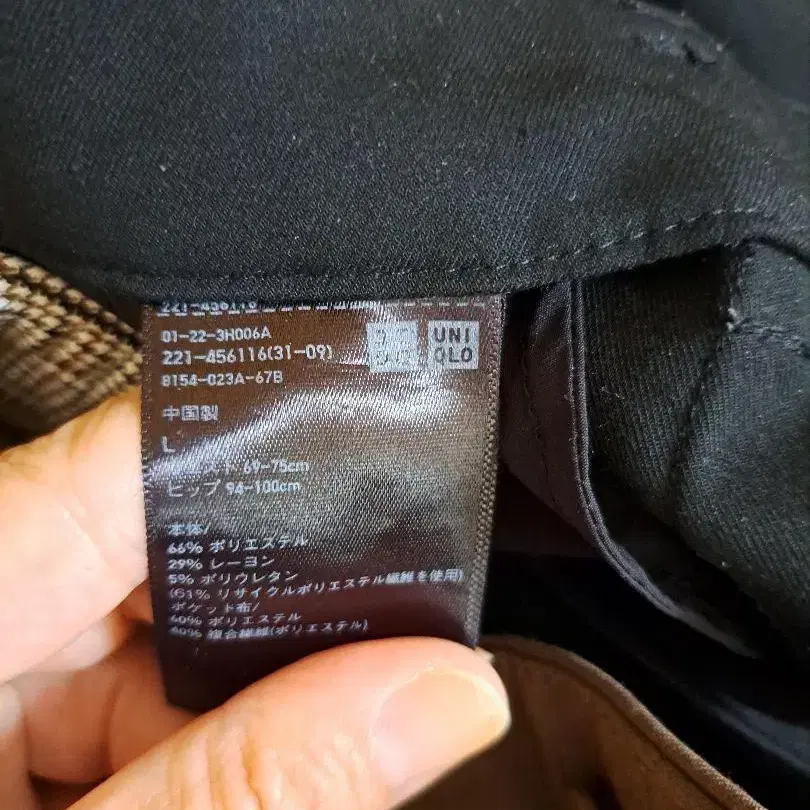 221-456116
01-22-3H006A
221-456116(31-09)
8154-023A-67B
UNI
QLO
中国製
L
69-75cm
ヒップ 94-100cm
本体/
66% ポリエステル
29% レーヨン
5% ポリウレタン
(61% リサイクルポリエステル繊維を使用)
ポケット布/
60% ポリエステル
40% 複合繊維(ポリエステル)